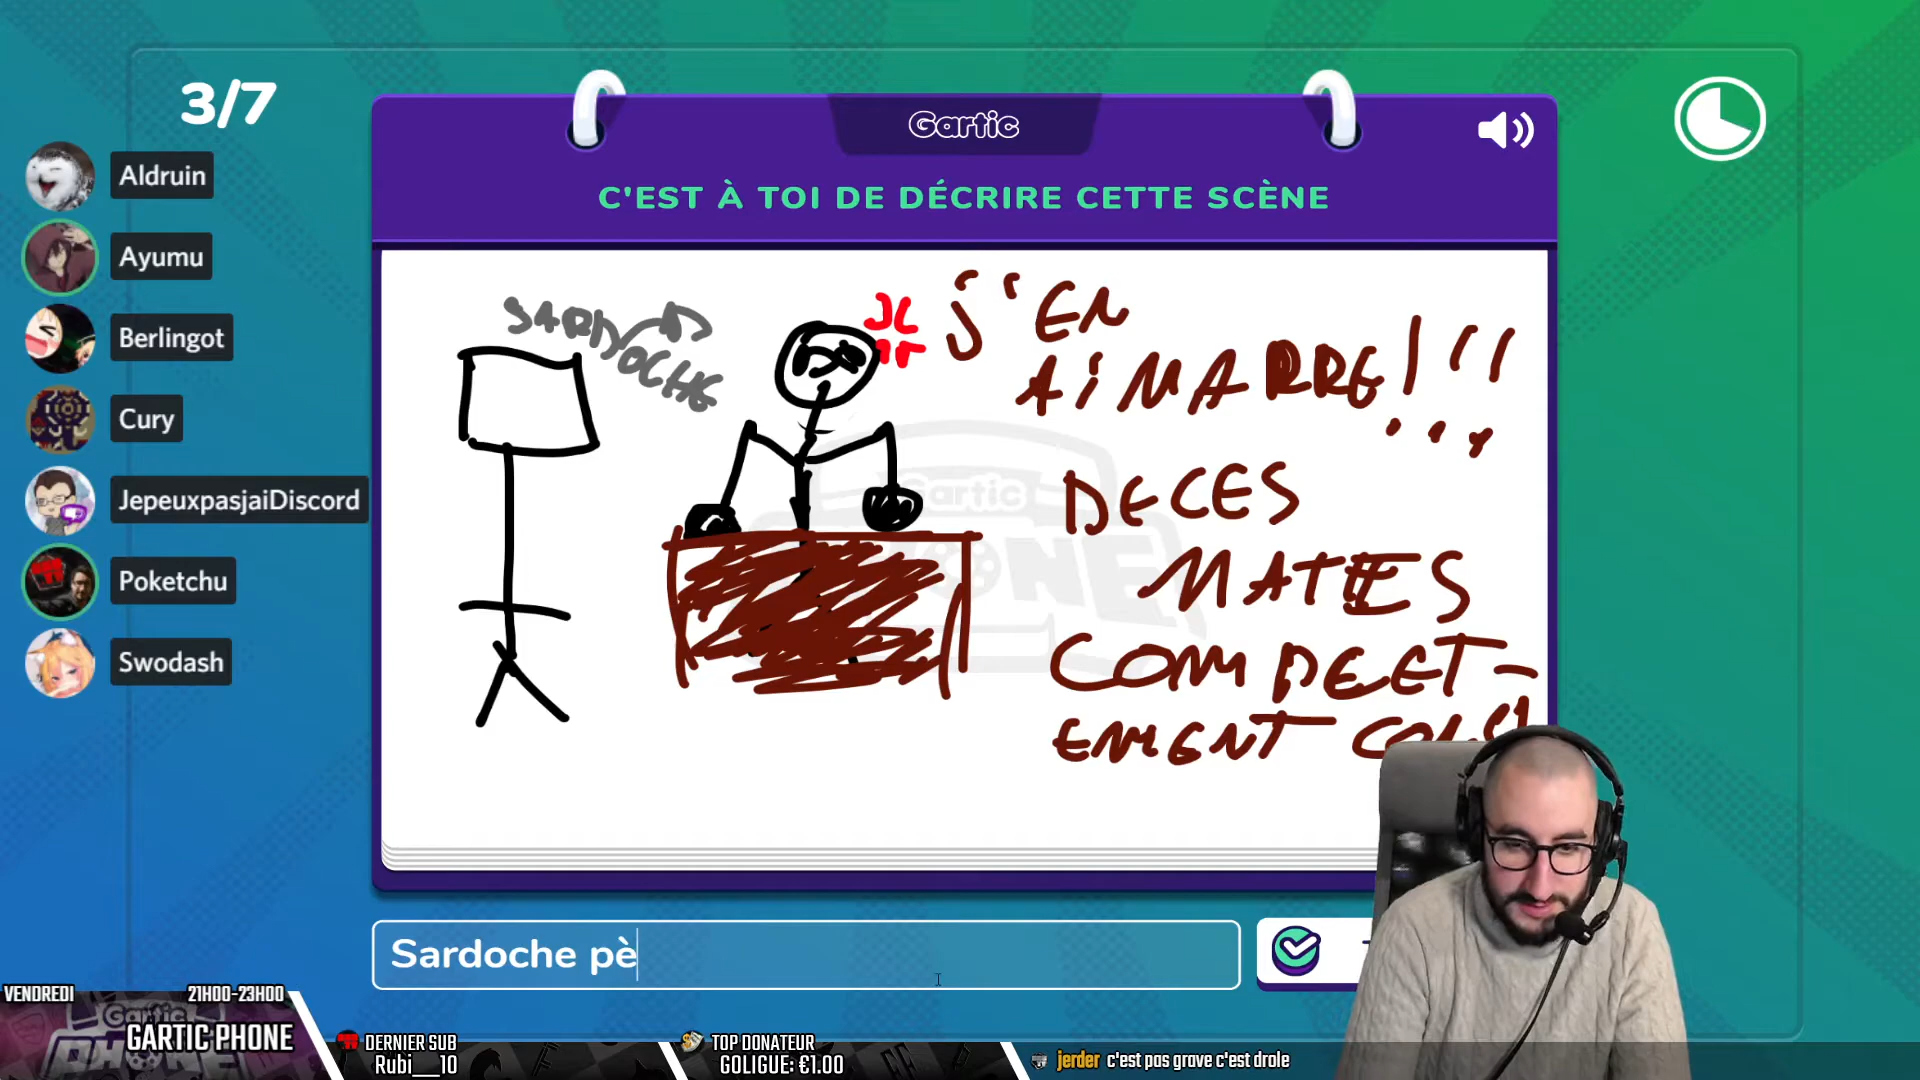 3/7
Gartic
C'EST À TOI DE DÉCRIRE CETTE SCÈNE
Aldruin
Ayumu
Berlingot
Cury
JepeuxpasjaiDiscord
Poketchu
Swodash
SARDOCHE
J'EN
AI MARRE!!!
DE CES
MATES
COMPLET-
EMENT
Gartic
PHONE
Sardoche pè
VENDREDI
21H00-23H00
GARTIC PHONE
DERNIER SUB
Rubi__10
TOP DONATEUR
GOLIGUE: €1.00
jerder c'est pas grave c'est drole